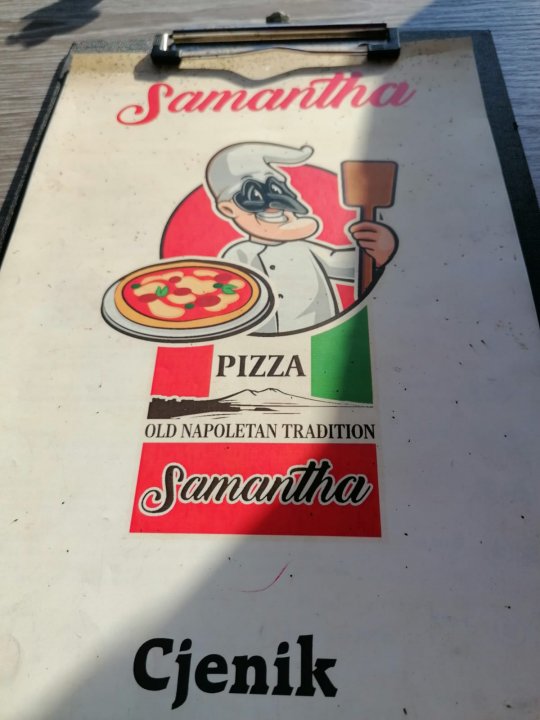 Samantha
PIZZA
OLD NAPOLETAN TRADITION
Samantha
Cjenik